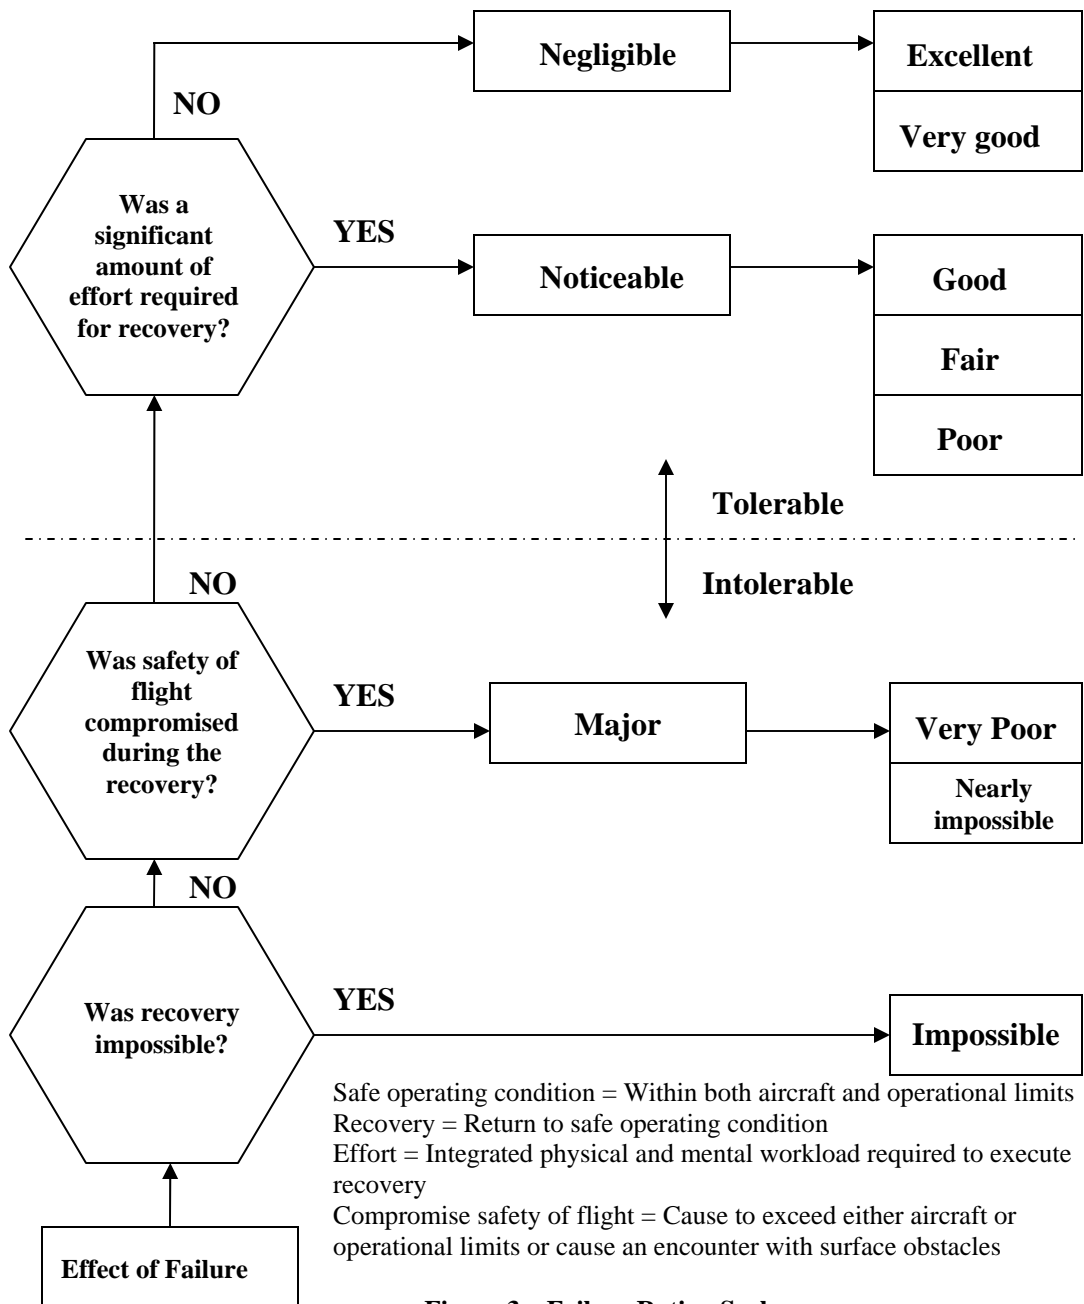 Negligible
Excellent
NO
Very good
Was a
significant
amount of
effort required
for recovery?
YES
Noticeable
Good
Fair
Poor
Tolerable
NO
Intolerable
Was safety of
flight
compromised
during the
recovery?
YES
Major
Very Poor
Nearly
impossible
NO
Was recovery
impossible?
YES
Impossible
Safe operating condition = Within both aircraft and operational limits
Recovery = Return to safe operating condition
Effort = Integrated physical and mental workload required to execute
recovery
Compromise safety of flight = Cause to exceed either aircraft or
operational limits or cause an encounter with surface obstacles
Effect of Failure